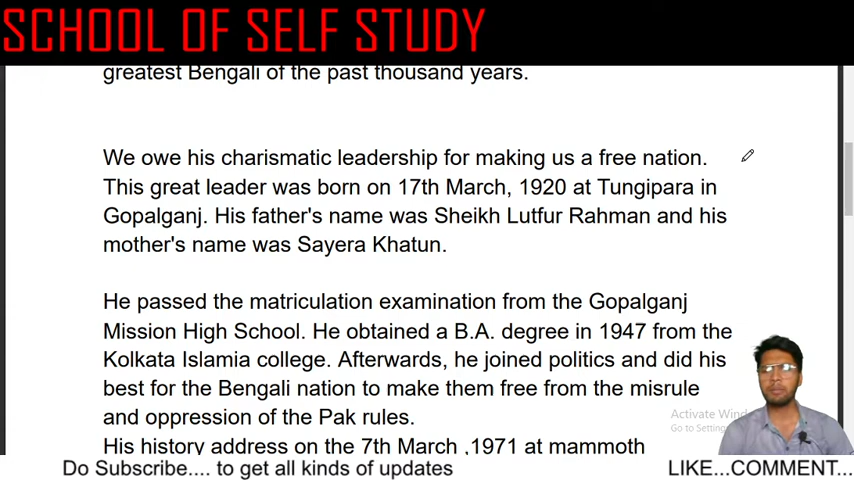 SCHOOL OF SELF STUDY
greatest Bengali of the past thousand years.
We owe his charismatic leadership for making us a free nation.
This great leader was born on 17th March, 1920 at Tungipara in
Gopalganj. His father's name was Sheikh Lutfur Rahman and his
mother's name was Sayera Khatun.
He passed the matriculation examination from the Gopalganj
Mission High School. He obtained a B.A. degree in 1947 from the
Kolkata Islamia college. Afterwards, he joined politics and did his
best for the Bengali nation to make them free from the misrule
and oppression of the Pak rules.
Activate Wind
Go to Setting
His history address on the 7th March ,1971 at mammoth
Do Subscribe.... to get all kinds of updates
LIKE...COMMENT...